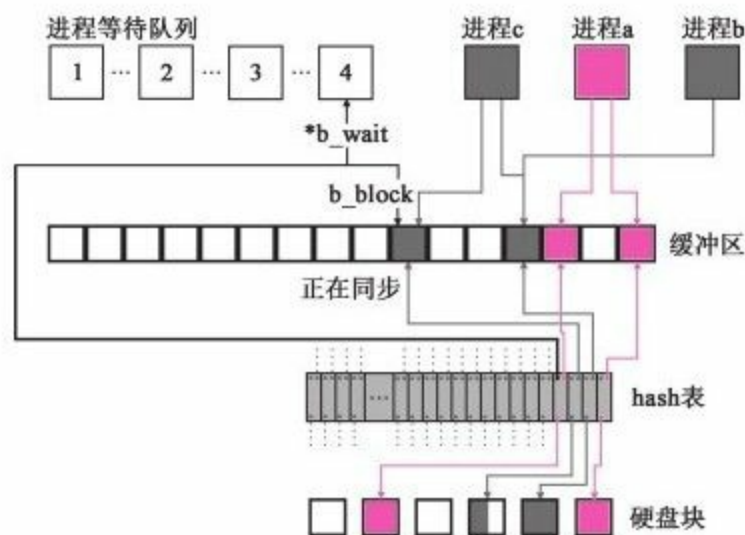 进程等待队列
进程c
进程a
进程b
1 ··· 2 ··· 3 ··· 4
*b_wait
b_block
缓冲区
正在同步
···
hash表
硬盘块